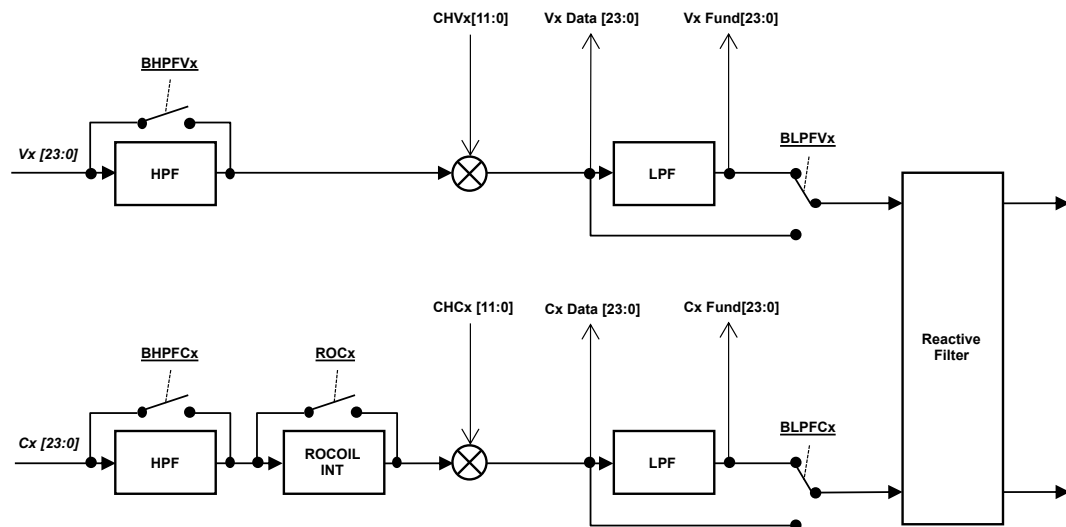 CHVx[11:0]
Vx Data [23:0]
Vx Fund[23:0]
BHPFVx
BLPFVx
Vx [23:0]
HPF
LPF
CHCx [11:0]
Cx Data [23:0]
Cx Fund[23:0]
Reactive
Filter
BHPFCx
ROCx
BLPFCx
Cx [23:0]
HPF
ROCOIL
INT
LPF